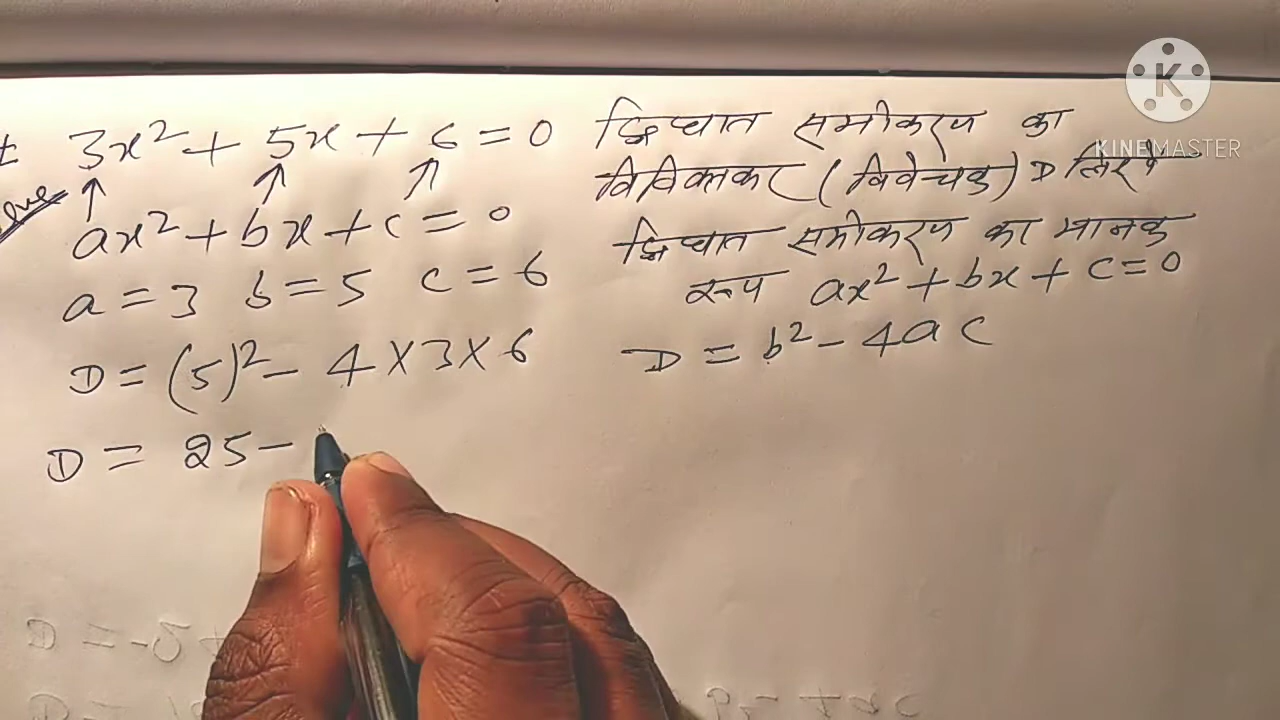 3x² + 5x + 6 = 0
ax² + bx + c = 0
a = 3 b = 5 c = 6
D = (5)² - 4 X 3 X 6
D = 25 -
द्विघात समीकरण का
विविक्तकर (विवेचक) D लिखें
द्विघात समीकरण का मानक
रूप ax² + bx + c = 0
D = b² - 4ac
K
KINEMASTER